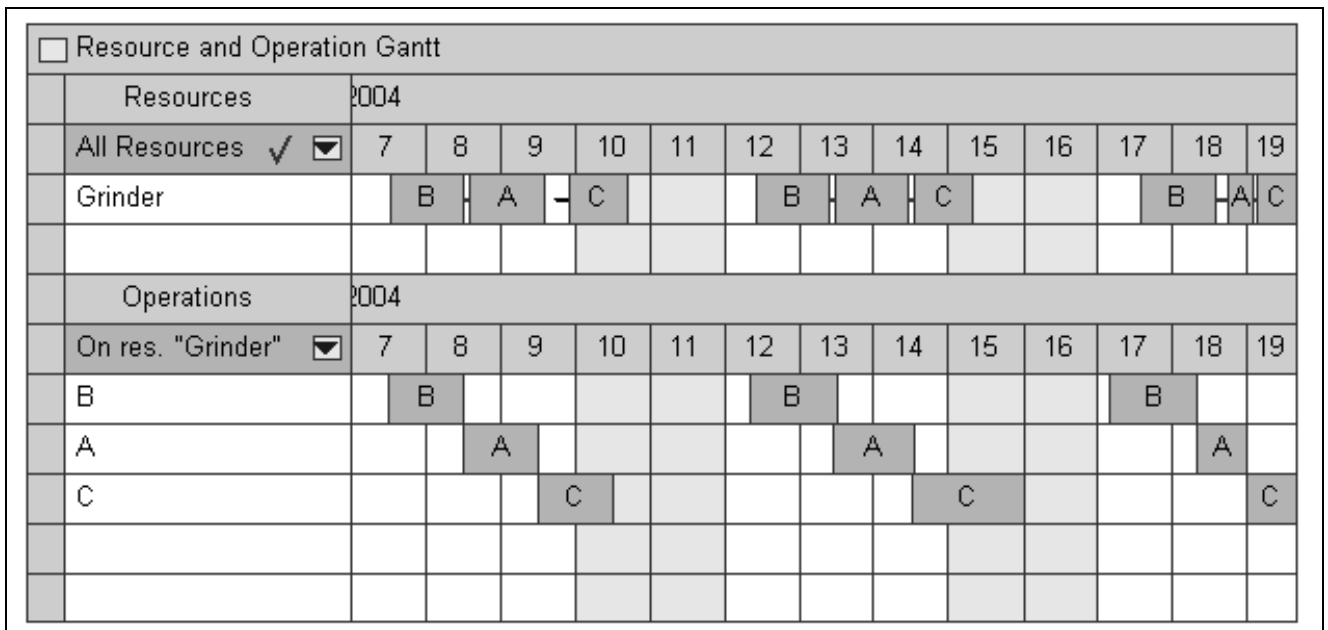 Resource and Operation Gantt
Resources 2004
All Resources 7 8 9 10 11 12 13 14 15 16 17 18 19
Grinder B A C B A C B A C
Operations 2004
On res. "Grinder" 7 8 9 10 11 12 13 14 15 16 17 18 19
B B B B
A A A A
C C C C